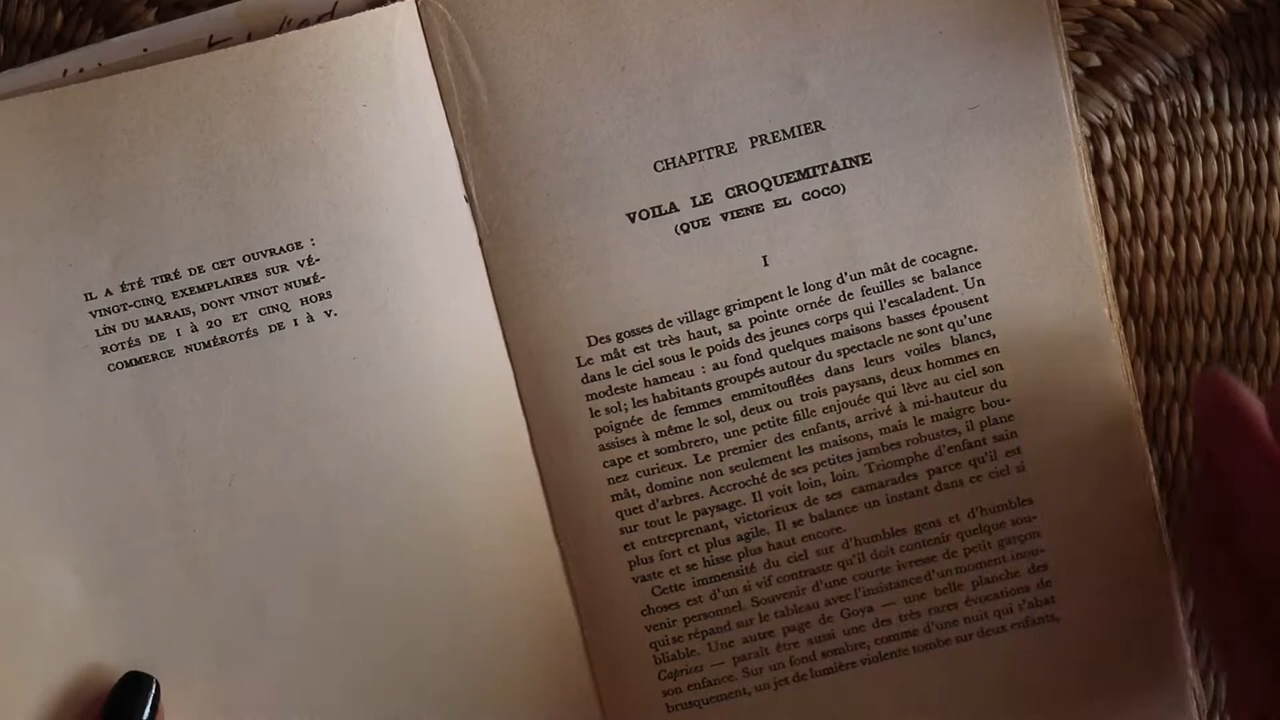 IL A ÉTÉ TIRÉ DE CET OUVRAGE :
VINGT-CINQ EXEMPLAIRES SUR VÉ-
LIN DU MARAIS, DONT VINGT NUMÉ-
ROTÉS DE I À 20 ET CINQ HORS
COMMERCE NUMÉROTÉS DE I À V.
CHAPITRE PREMIER
VOILA LE CROQUEMITAINE
(QUE VIENE EL COCO)
I
Des gosses de village grimpent le long d'un mât de cocagne.
Le mât est très haut, sa pointe ornée de feuilles se balance
dans le ciel sous le poids des jeunes corps qui l'escaladent. Un
modeste hameau : au fond quelques maisons basses épousent
le sol; les habitants groupés autour du spectacle ne sont qu'une
poignée de femmes emmitouflées dans leurs voiles blancs,
assises à même le sol, deux ou trois paysans, deux hommes en
cape et sombrero, une petite fille enjouée qui lève au ciel son
nez curieux. Le premier des enfants, arrivé à mi-hauteur du
mât, domine non seulement les maisons, mais le maigre bou-
quet d'arbres. Accroché de ses petites jambes robustes, il plane
sur tout le paysage. Il voit loin, loin. Triomphe d'enfant sain
et entreprenant, victorieux de ses camarades parce qu'il est
plus fort et plus agile. Il se balance un instant dans ce ciel si
vaste et se hisse plus haut encore.
Cette immensité du ciel sur d'humbles gens et d'humbles
choses est d'un si vif contraste qu'il doit contenir quelque sou-
venir personnel. Souvenir d'une courte ivresse de petit garçon
qui se répand sur le tableau avec l'insistance d'un moment inou-
bliable. Une autre page de Goya — une belle planche des
Caprices — paraît être aussi une des très rares évocations de
son enfance. Sur un fond sombre, comme d'une nuit qui s'abat
brusquement, un jet de lumière violente tombe sur deux enfants,